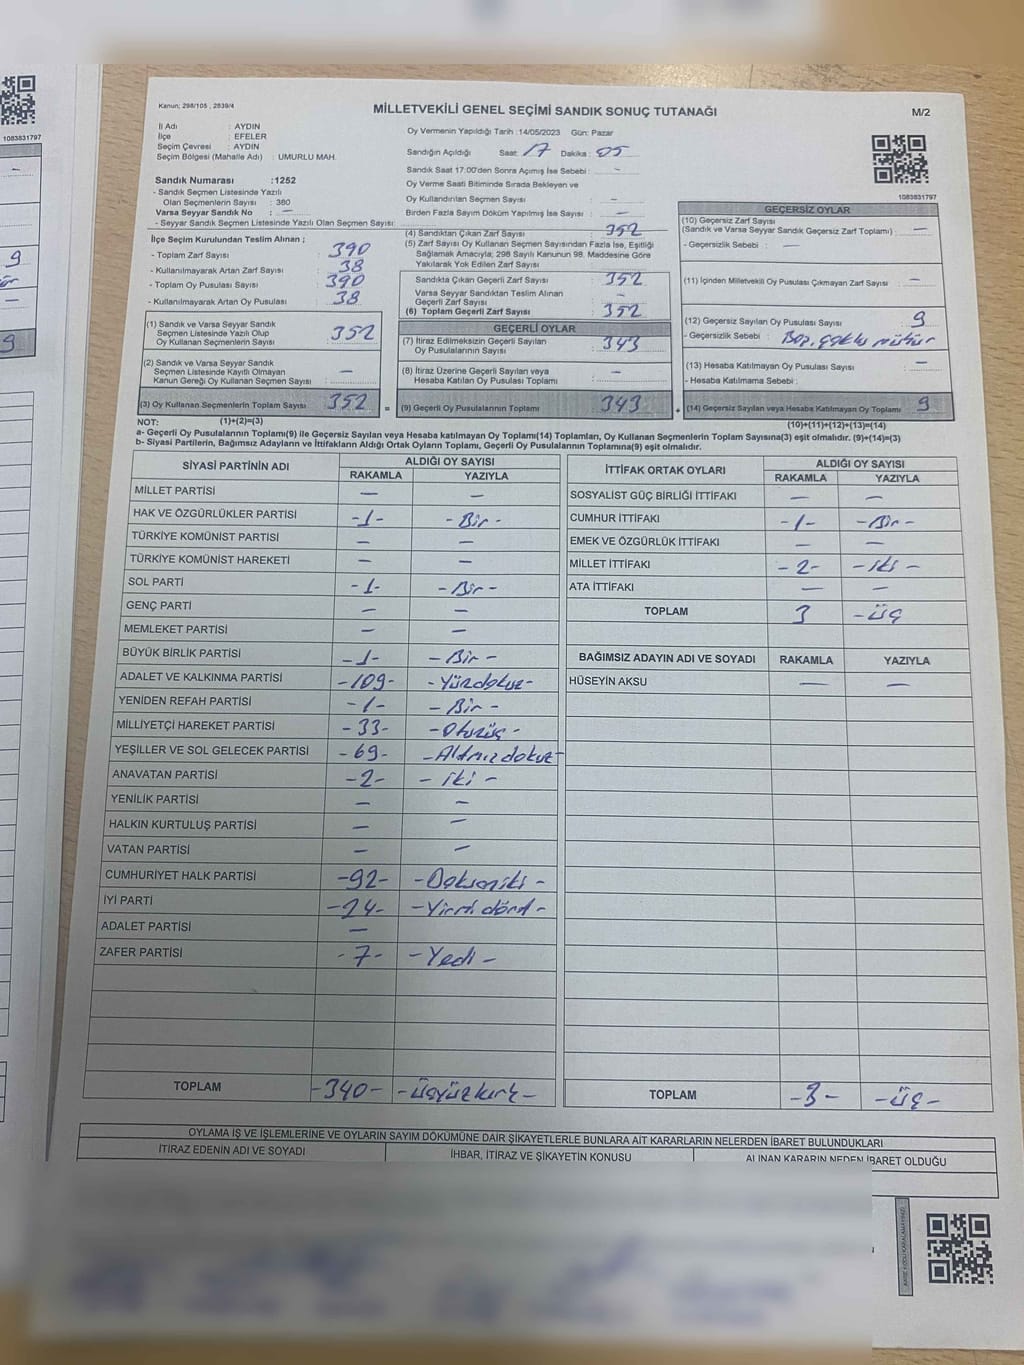 Kanun: 298/105 , 2839/4
MİLLETVEKİLİ GENEL SEÇİMİ SANDIK SONUÇ TUTANAĞI
M/2
1083831797
İl Adı : AYDIN
İlçe : EFELER
Seçim Çevresi : AYDIN
Seçim Bölgesi (Mahalle Adı) : UMURLU MAH.
Sandık Numarası :1252
- Sandık Seçmen Listesinde Yazılı
Olan Seçmenlerin Sayısı : 380
Varsa Seyyar Sandık No : —
- Seyyar Sandık Seçmen Listesinde Yazılı Olan Seçmen Sayısı :
İlçe Seçim Kurulundan Teslim Alınan ;
- Toplam Zarf Sayısı : 390
- Kullanılmayarak Artan Zarf Sayısı : 38
- Toplam Oy Pusulası Sayısı : 390
- Kullanılmayarak Artan Oy Pusulası : 38
(1) Sandık ve Varsa Seyyar Sandık
Seçmen Listesinde Yazılı Olup
Oy Kullanan Seçmenlerin Sayısı : 352
(2) Sandık ve Varsa Seyyar Sandık
Seçmen Listesinde Kayıtlı Olmayan
Kanun Gereği Oy Kullanan Seçmen Sayısı : —
(3) Oy Kullanan Seçmenlerin Toplam Sayısı 352
(1)+(2)=(3)
Oy Vermenin Yapıldığı Tarih :14/05/2023 Gün: Pazar
Sandığın Açıldığı Saat: 17 Dakika : 05
Sandık Saat 17:00'den Sonra Açımış İse Sebebi : —
Oy Verme Saati Bitiminde Sırada Bekleyen ve
Oy Kullandırılan Seçmen Sayısı : —
Birden Fazla Sayım Döküm Yapılmış İse Sayısı : —
(4) Sandıktan Çıkan Zarf Sayısı : 352
(5) Zarf Sayısı Oy Kullanan Seçmen Sayısından Fazla İse, Eşitliği
Sağlamak Amacıyla; 298 Sayılı Kanunun 98. Maddesine Göre
Yakılarak Yok Edilen Zarf Sayısı :
Sandıkta Çıkan Geçerli Zarf Sayısı : 352
Varsa Seyyar Sandıktan Teslim Alınan
Geçerli Zarf Sayısı : —
(6) Toplam Geçerli Zarf Sayısı : 352
GEÇERLİ OYLAR
(7) İtiraz Edilmeksizin Geçerli Sayılan
Oy Pusulalarının Sayısı : 343
(8) İtiraz Üzerine Geçerli Sayılan veya
Hesaba Katılan Oy Pusulası Toplamı : —
= (9) Geçerli Oy Pusulalarının Toplamı 343 +
GEÇERSİZ OYLAR
(10) Geçersiz Zarf Sayısı
(Sandık ve Varsa Seyyar Sandık Geçersiz Zarf Toplamı) : —
- Geçersizlik Sebebi : —
(11) İçinden Milletvekili Oy Pusulası Çıkmayan Zarf Sayısı : —
(12) Geçersiz Sayılan Oy Pusulası Sayısı : 9
- Geçersizlik Sebebi : Boş, çoklu mühür
(13) Hesaba Katılmayan Oy Pusulası Sayısı : —
- Hesaba Katılmama Sebebi :
(14) Geçersiz Sayılan veya Hesaba Katılmayan Oy Toplamı 9
(10)+(11)+(12)+(13)=(14)
NOT:
a- Geçerli Oy Pusulalarının Toplamı(9) ile Geçersiz Sayılan veya Hesaba katılmayan Oy Toplamı(14) Toplamları, Oy Kullanan Seçmenlerin Toplam Sayısına(3) eşit olmalıdır. (9)+(14)=(3)
b- Siyasi Partilerin, Bağımsız Adayların ve İttifakların Aldığı Ortak Oyların Toplamı, Geçerli Oy Pusulalarının Toplamına(9) eşit olmalıdır.
SİYASİ PARTİNİN ADI ALDIĞI OY SAYISI
RAKAMLA YAZIYLA
MİLLET PARTİSİ — —
HAK VE ÖZGÜRLÜKLER PARTİSİ -1- -Bir-
TÜRKİYE KOMÜNİST PARTİSİ — —
TÜRKİYE KOMÜNİST HAREKETİ — —
SOL PARTİ -1- -Bir-
GENÇ PARTİ — —
MEMLEKET PARTİSİ — —
BÜYÜK BİRLİK PARTİSİ -1- -Bir-
ADALET VE KALKINMA PARTİSİ -109- -Yüzdokuz-
YENİDEN REFAH PARTİSİ -1- -Bir-
MİLLİYETÇİ HAREKET PARTİSİ -33- -Otuzüç-
YEŞİLLER VE SOL GELECEK PARTİSİ -69- -Altmışdokuz-
ANAVATAN PARTİSİ -2- -iki-
YENİLİK PARTİSİ — —
HALKIN KURTULUŞ PARTİSİ — —
VATAN PARTİSİ — —
CUMHURİYET HALK PARTİSİ -92- -Doksaniki-
İYİ PARTİ -24- -Yirmi dört-
ADALET PARTİSİ —
ZAFER PARTİSİ -7- -Yedi-
TOPLAM -340- -üçyüzkırk-
İTTİFAK ORTAK OYLARI ALDIĞI OY SAYISI
RAKAMLA YAZIYLA
SOSYALİST GÜÇ BİRLİĞİ İTTİFAKI — —
CUMHUR İTTİFAKI -1- -Bir-
EMEK VE ÖZGÜRLÜK İTTİFAKI — —
MİLLET İTTİFAKI -2- -iki-
ATA İTTİFAKI — —
TOPLAM 3 -üç
BAĞIMSIZ ADAYIN ADI VE SOYADI RAKAMLA YAZIYLA
HÜSEYİN AKSU — —
TOPLAM -3- -üç-
OYLAMA İŞ VE İŞLEMLERİNE VE OYLARIN SAYIM DÖKÜMÜNE DAİR ŞİKAYETLERLE BUNLARA AİT KARARLARIN NELERDEN İBARET BULUNDUKLARI
İTİRAZ EDENİN ADI VE SOYADI İHBAR, İTİRAZ VE ŞİKAYETİN KONUSU ALINAN KARARIN NEDEN İBARET OLDUĞU
1083831797
9
9